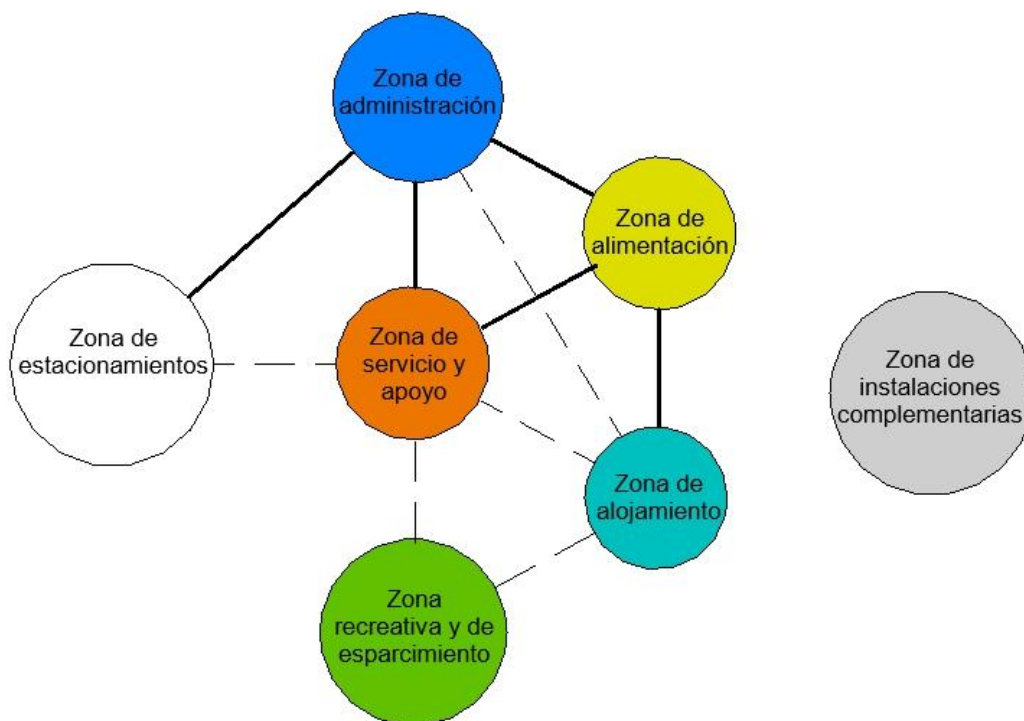 Zona de
administración
Zona de
alimentación
Zona de
estacionamientos
Zona de
servicio y
apoyo
Zona de
instalaciones
complementarias
Zona de
alojamiento
Zona
recreativa y de
esparcimiento